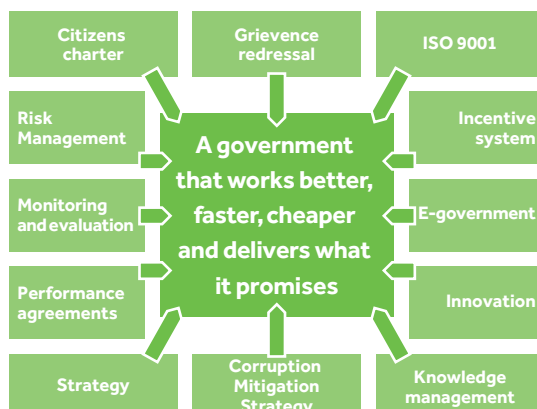 Citizens
charter
Grievence
redressal
ISO 9001
Risk
Management
Incentive
system
A government
that works better,
faster, cheaper
and delivers what
it promises
Monitoring
and evaluation
E-government
Performance
agreements
Innovation
Strategy
Corruption
Mitigation
Strategy
Knowledge
management